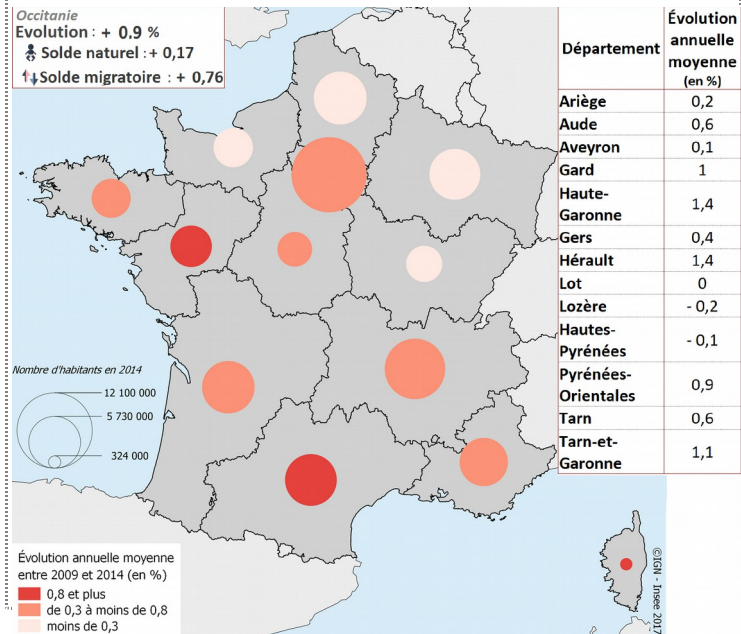 Occitanie
Evolution : + 0.9 %
Solde naturel : + 0,17
Solde migratoire : + 0,76
Département
Évolution
annuelle
moyenne
(en %)
Ariège 0,2
Aude 0,6
Aveyron 0,1
Gard 1
Haute-
Garonne 1,4
Gers 0,4
Hérault 1,4
Lot 0
Lozère - 0,2
Hautes-
Pyrénées - 0,1
Pyrénées-
Orientales 0,9
Tarn 0,6
Tarn-et-
Garonne 1,1
Nombre d'habitants en 2014
12 100 000
5 730 000
324 000
Évolution annuelle moyenne
entre 2009 et 2014 (en %)
0,8 et plus
de 0,3 à moins de 0,8
moins de 0,3
©IGN - Insee 2017